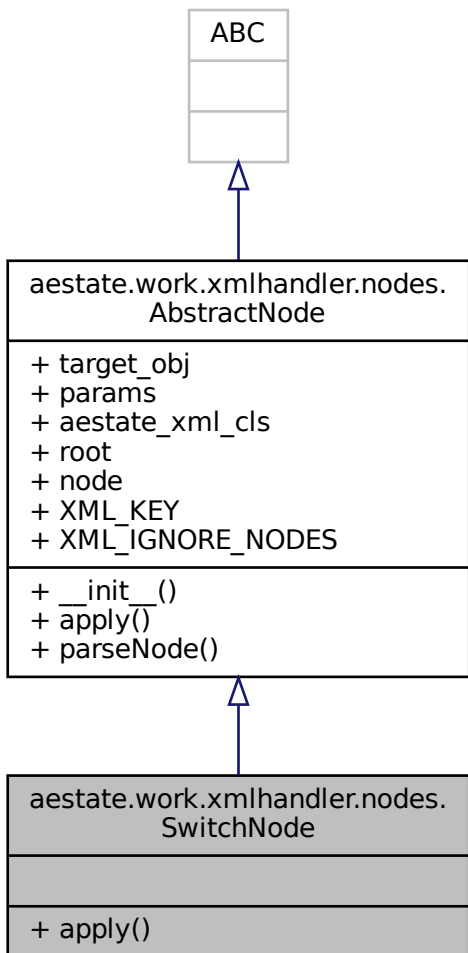 ABC
aestate.work.xmlhandler.nodes.
AbstractNode
+ target_obj
+ params
+ aestate_xml_cls
+ root
+ node
+ XML_KEY
+ XML_IGNORE_NODES
+ __init__()
+ apply()
+ parseNode()
aestate.work.xmlhandler.nodes.
SwitchNode
+ apply()